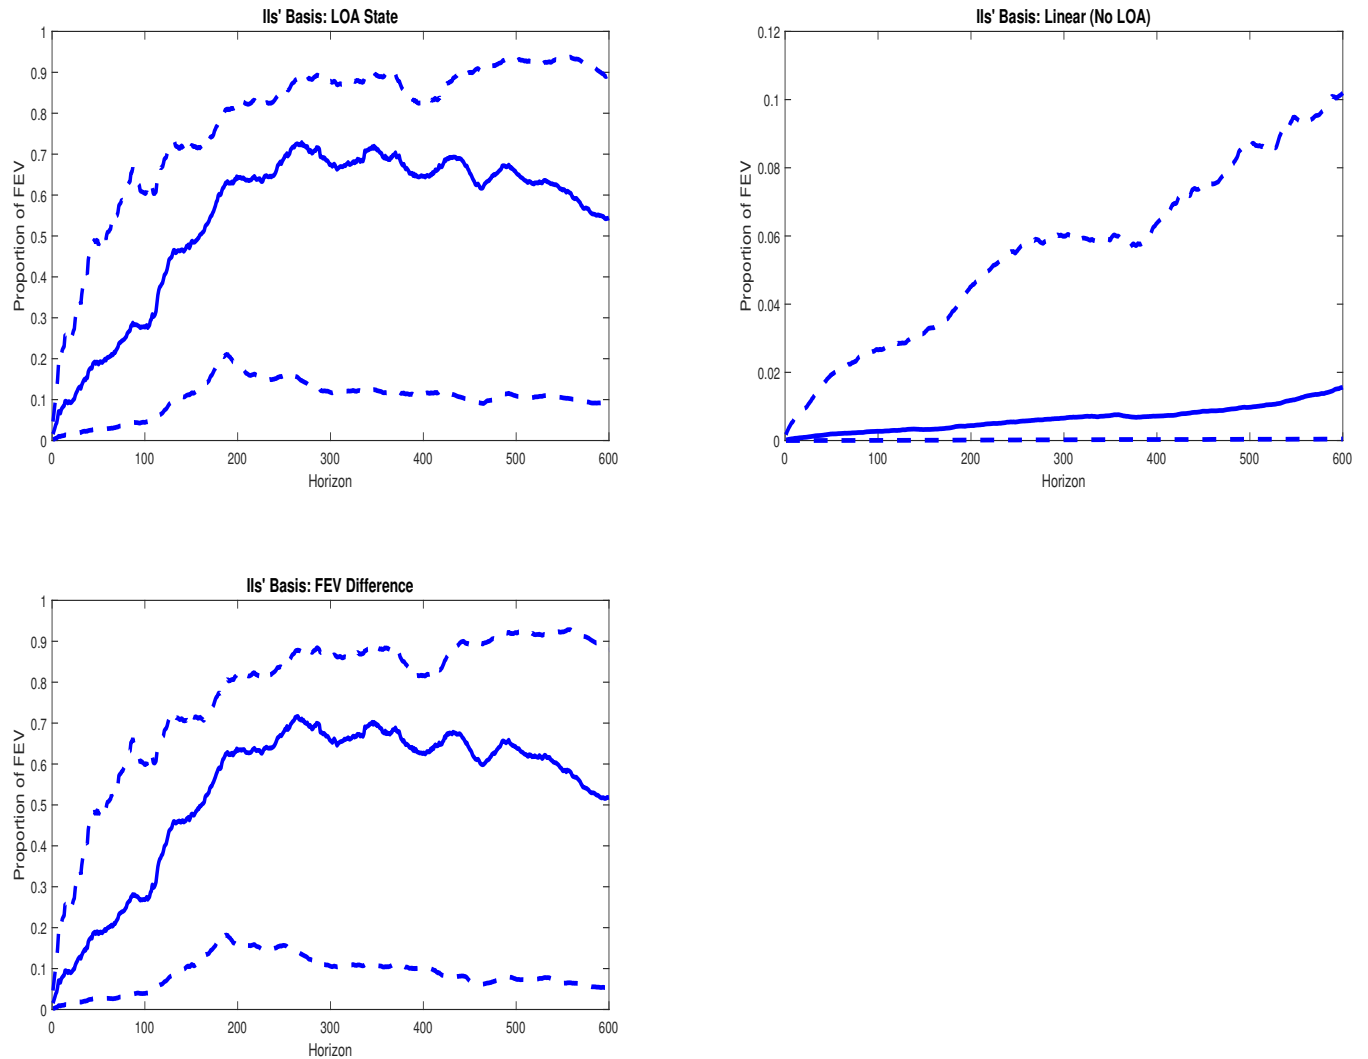 IIs' Basis: LOA State
1
0.9
0.8
0.7
0.6
0.5
0.4
0.3
0.2
0.1
0
Proportion of FEV
0 100 200 300 400 500 600
Horizon
IIs' Basis: Linear (No LOA)
0.12
0.1
0.08
0.06
0.04
0.02
0
Proportion of FEV
0 100 200 300 400 500 600
Horizon
IIs' Basis: FEV Difference
1
0.9
0.8
0.7
0.6
0.5
0.4
0.3
0.2
0.1
0
Proportion of FEV
0 100 200 300 400 500 600
Horizon